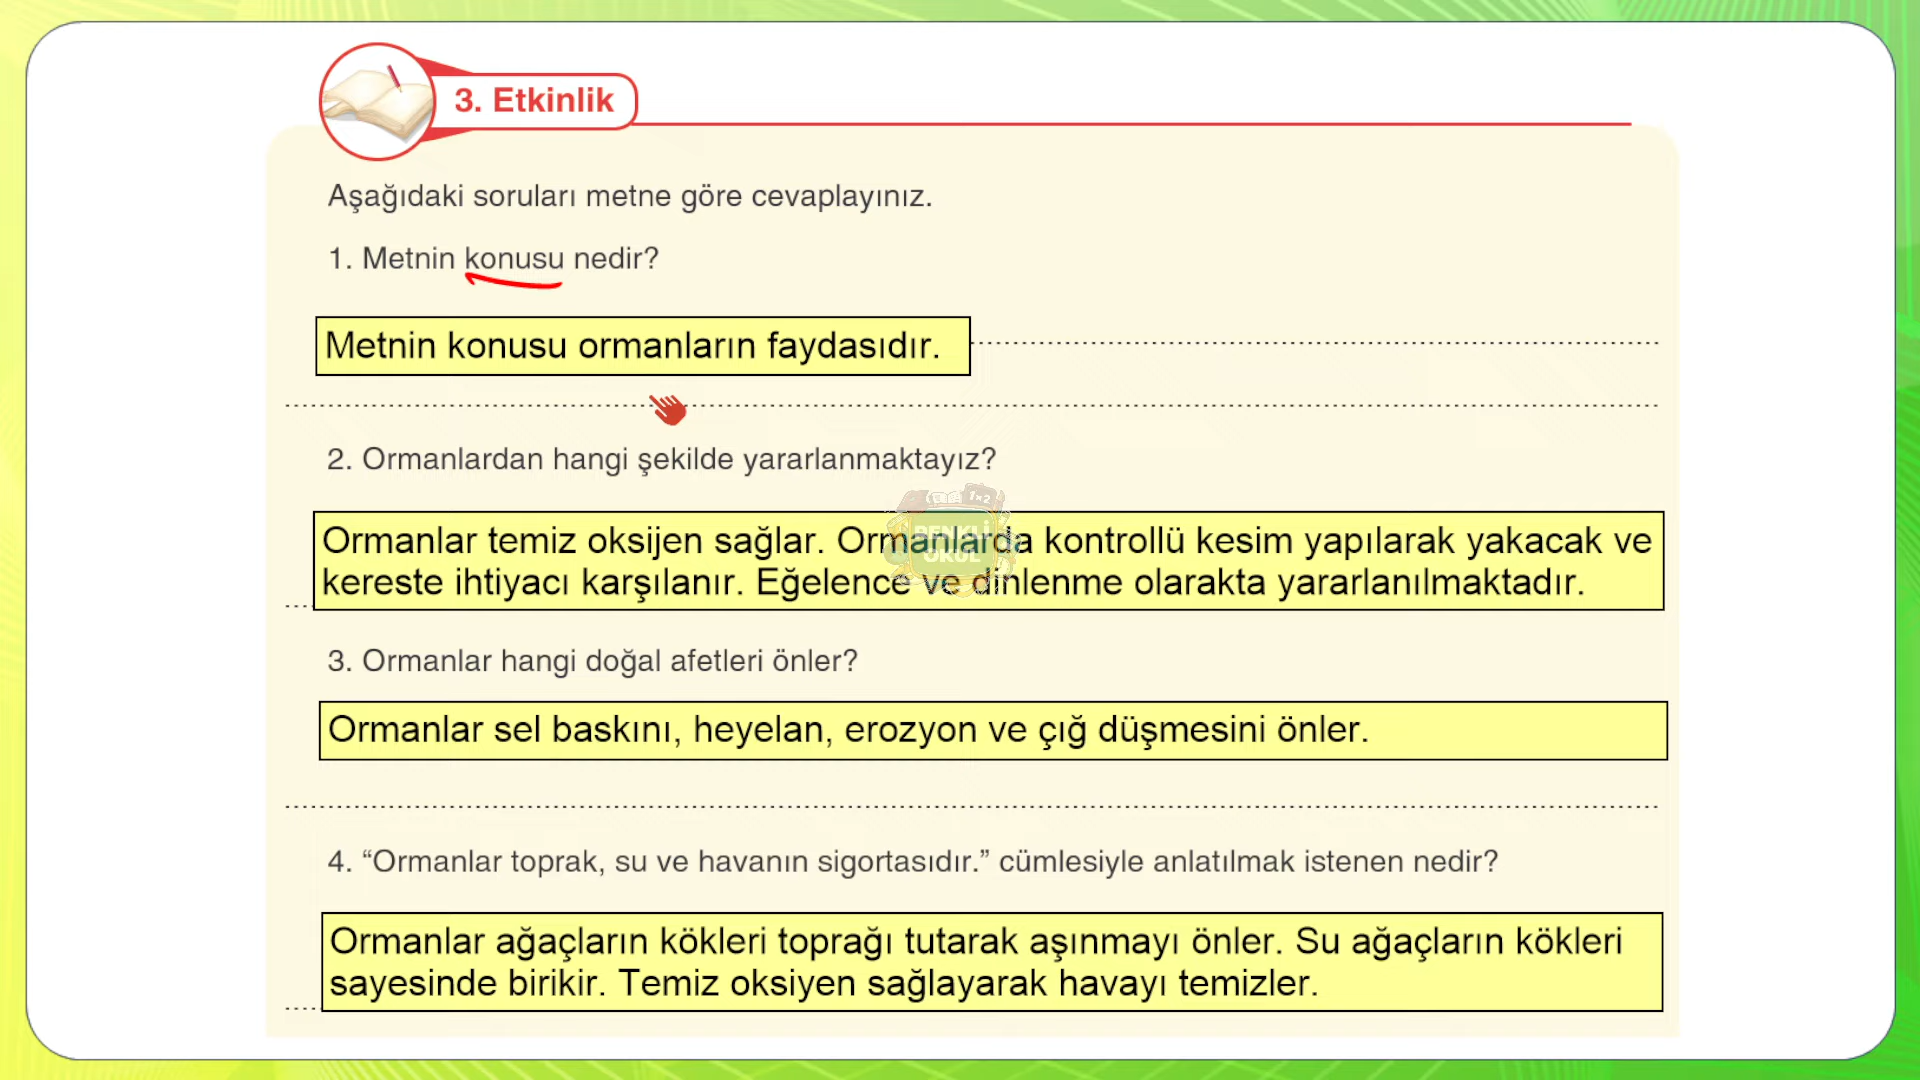 3. Etkinlik
Aşağıdaki soruları metne göre cevaplayınız.
1. Metnin konusu nedir?
Metnin konusu ormanların faydasıdır.
2. Ormanlardan hangi şekilde yararlanmaktayız?
1×2
RENKLİ
OKUL
Ormanlar temiz oksijen sağlar. Ormanlarda kontrollü kesim yapılarak yakacak ve
kereste ihtiyacı karşılanır. Eğelence ve dinlenme olarakta yararlanılmaktadır.
3. Ormanlar hangi doğal afetleri önler?
Ormanlar sel baskını, heyelan, erozyon ve çığ düşmesini önler.
4. “Ormanlar toprak, su ve havanın sigortasıdır.” cümlesiyle anlatılmak istenen nedir?
Ormanlar ağaçların kökleri toprağı tutarak aşınmayı önler. Su ağaçların kökleri
sayesinde birikir. Temiz oksiyen sağlayarak havayı temizler.